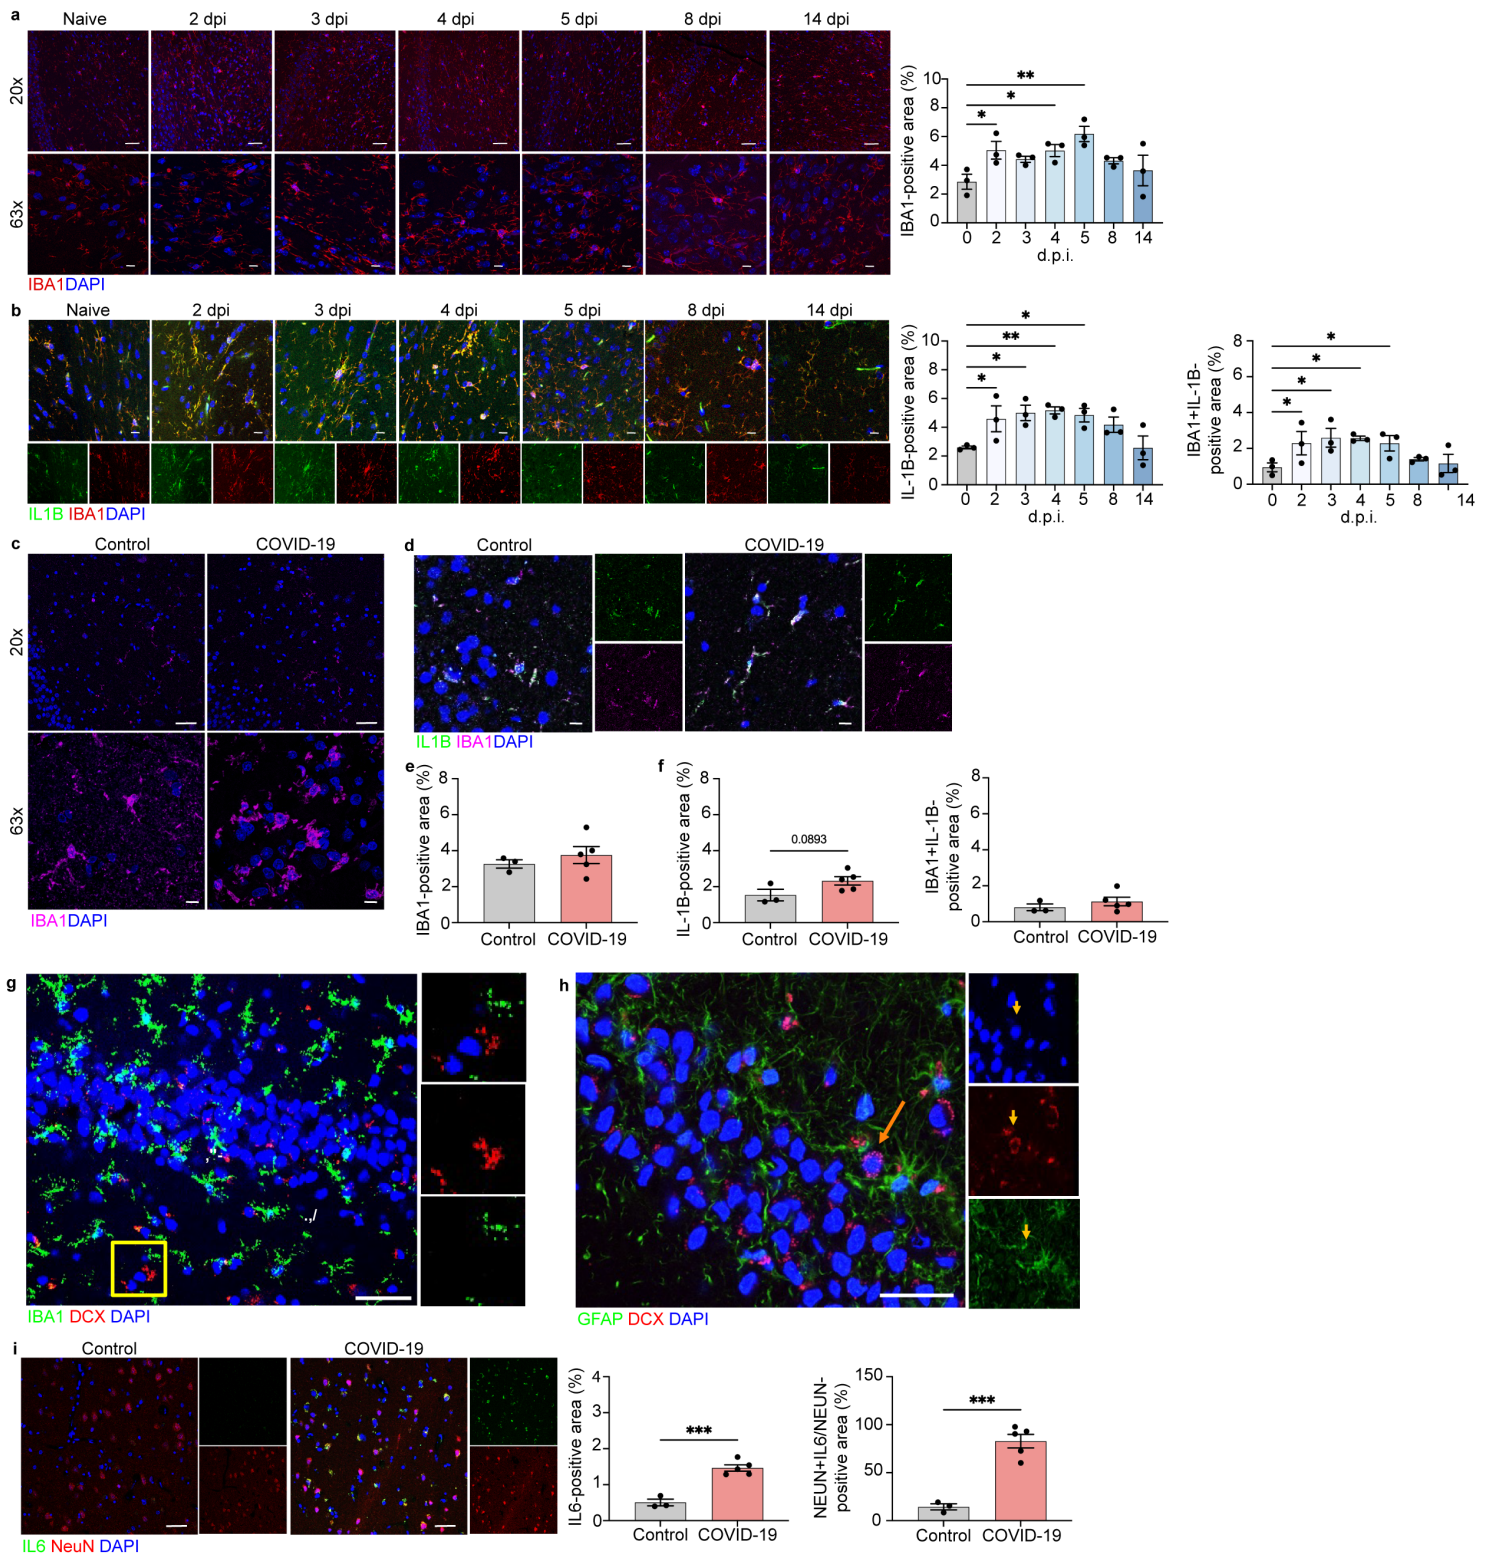 a
Naive 2 dpi 3 dpi 4 dpi 5 dpi 8 dpi 14 dpi
20x
63x
IBA1DAPI
IBA1-positive area (%)
10
8
6
4
2
0
** 
*
*
0 2 3 4 5 8 14
d.p.i.
b
Naive 2 dpi 3 dpi 4 dpi 5 dpi 8 dpi 14 dpi
IL1B IBA1DAPI
IL-1B-positive area (%)
10
8
6
4
2
0
*
**
*
*
0 2 3 4 5 8 14
d.p.i.
IBA1+IL-1B-
positive area (%)
8
6
4
2
0
*
*
*
*
0 2 3 4 5 8 14
d.p.i.
c
Control COVID-19
20x
63x
IBA1DAPI
d
Control COVID-19
IL1B IBA1DAPI
e
IBA1-positive area (%)
8
6
4
2
0
Control COVID-19
f
IL-1B-positive area (%)
8
6
4
2
0
0.0893
Control COVID-19
IBA1+IL-1B-
positive area (%)
8
6
4
2
0
Control COVID-19
g
IBA1 DCX DAPI
h
GFAP DCX DAPI
i
Control COVID-19
IL6 NeuN DAPI
IL6-positive area (%)
4
3
2
1
0
***
Control COVID-19
NEUN+IL6/NEUN-
positive area (%)
150
100
50
0
***
Control COVID-19